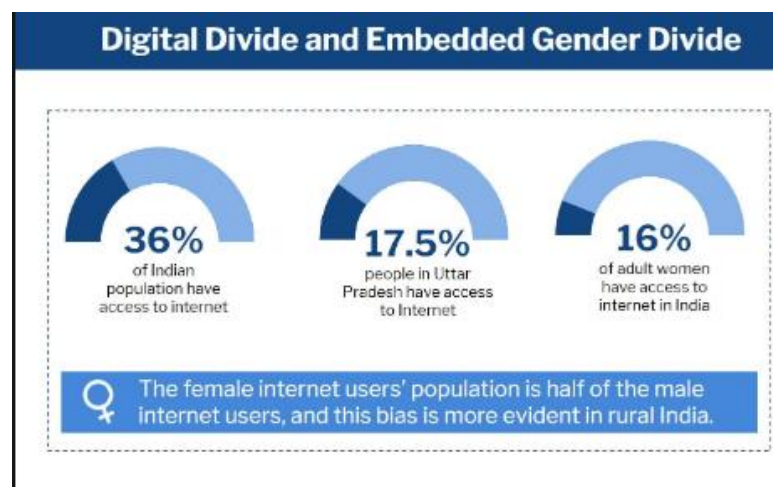 Digital Divide and Embedded Gender Divide
36%
of Indian
population have
access to internet
17.5%
people in Uttar
Pradesh have access
to Internet
16%
of adult women
have access to
internet in India
The female internet users' population is half of the male
internet users, and this bias is more evident in rural India.